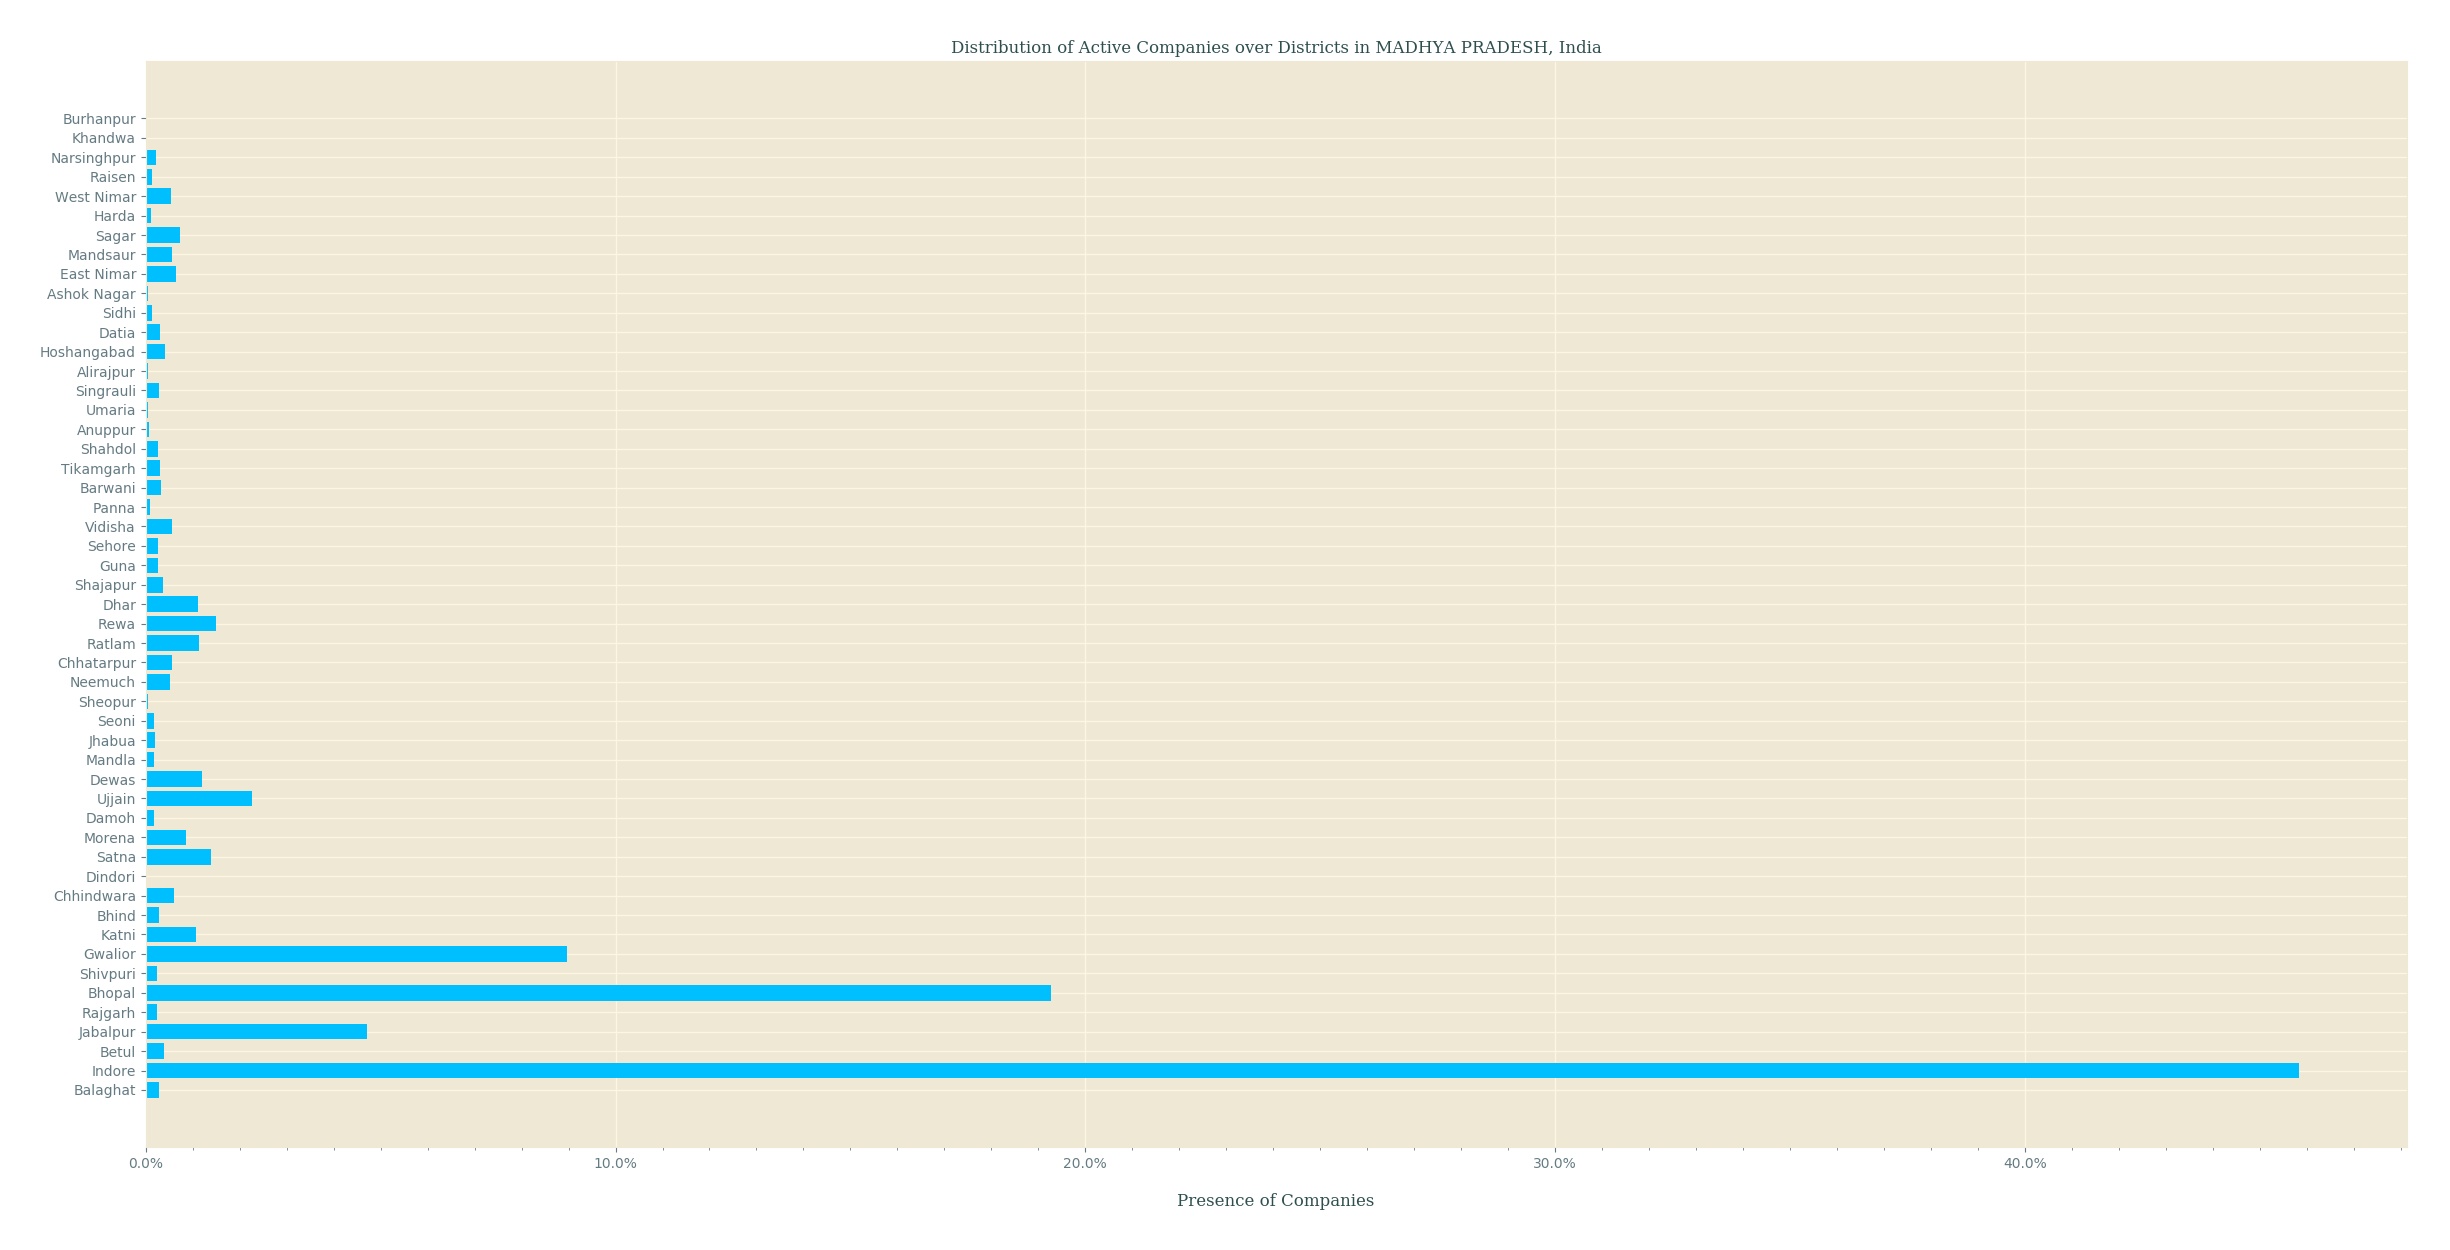 Distribution of Active Companies over Districts in MADHYA PRADESH, India
Burhanpur
Khandwa
Narsinghpur
Raisen
West Nimar
Harda
Sagar
Mandsaur
East Nimar
Ashok Nagar
Sidhi
Datia
Hoshangabad
Alirajpur
Singrauli
Umaria
Anuppur
Shahdol
Tikamgarh
Barwani
Panna
Vidisha
Sehore
Guna
Shajapur
Dhar
Rewa
Ratlam
Chhatarpur
Neemuch
Sheopur
Seoni
Jhabua
Mandla
Dewas
Ujjain
Damoh
Morena
Satna
Dindori
Chhindwara
Bhind
Katni
Gwalior
Shivpuri
Bhopal
Rajgarh
Jabalpur
Betul
Indore
Balaghat
0.0% 10.0% 20.0% 30.0% 40.0%
Presence of Companies